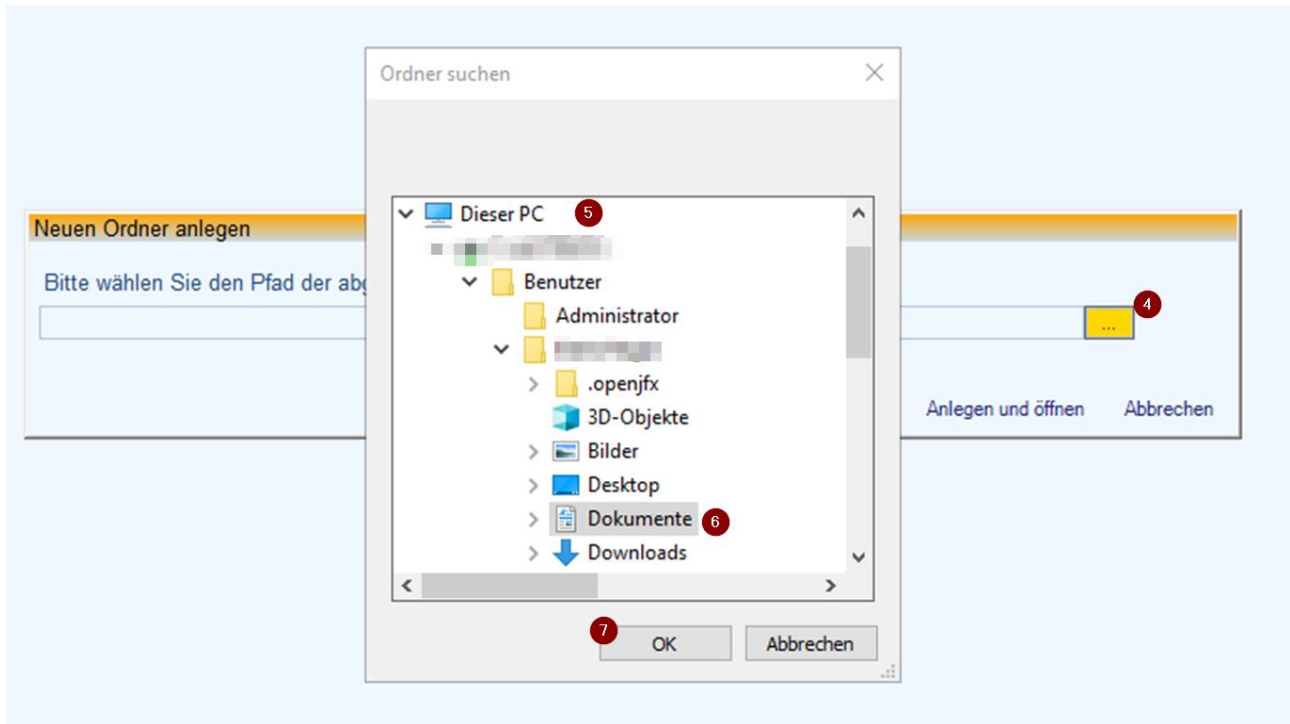 Ordner suchen
Dieser PC 5
Neuen Ordner anlegen
Bitte wählen Sie den Pfad der
Benutzer
Administrator
4
...
.openjfx
3D-Objekte
Anlegen und öffnen Abbrechen
Bilder
Desktop
Dokumente 6
Downloads
7
OK Abbrechen